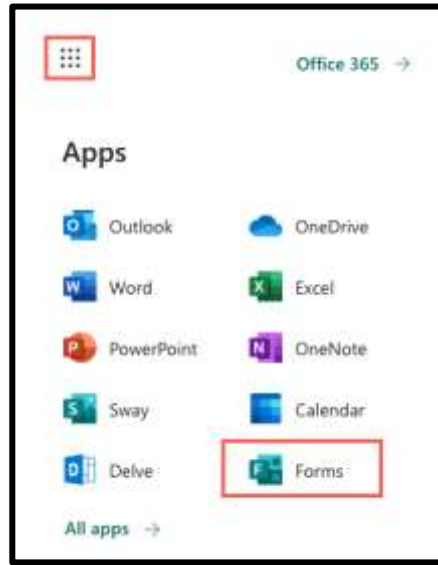 Office 365 →
Apps
Outlook OneDrive
Word Excel
PowerPoint OneNote
Sway Calendar
Delve Forms
All apps →